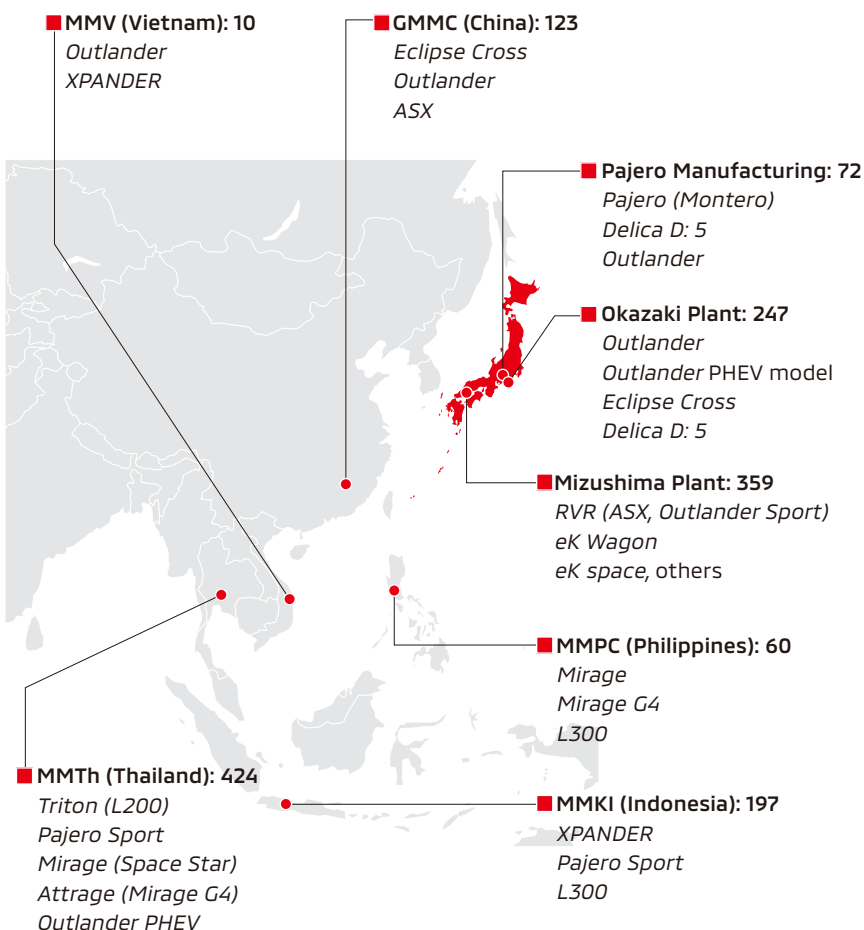 MMV (Vietnam): 10
Outlander
XPANDER
GMMC (China): 123
Eclipse Cross
Outlander
ASX
Pajero Manufacturing: 72
Pajero (Montero)
Delica D: 5
Outlander
Okazaki Plant: 247
Outlander
Outlander PHEV model
Eclipse Cross
Delica D: 5
Mizushima Plant: 359
RVR (ASX, Outlander Sport)
eK Wagon
eK space, others
MMPC (Philippines): 60
Mirage
Mirage G4
L300
MMTh (Thailand): 424
Triton (L200)
Pajero Sport
Mirage (Space Star)
Attrage (Mirage G4)
Outlander PHEV
MMKI (Indonesia): 197
XPANDER
Pajero Sport
L300